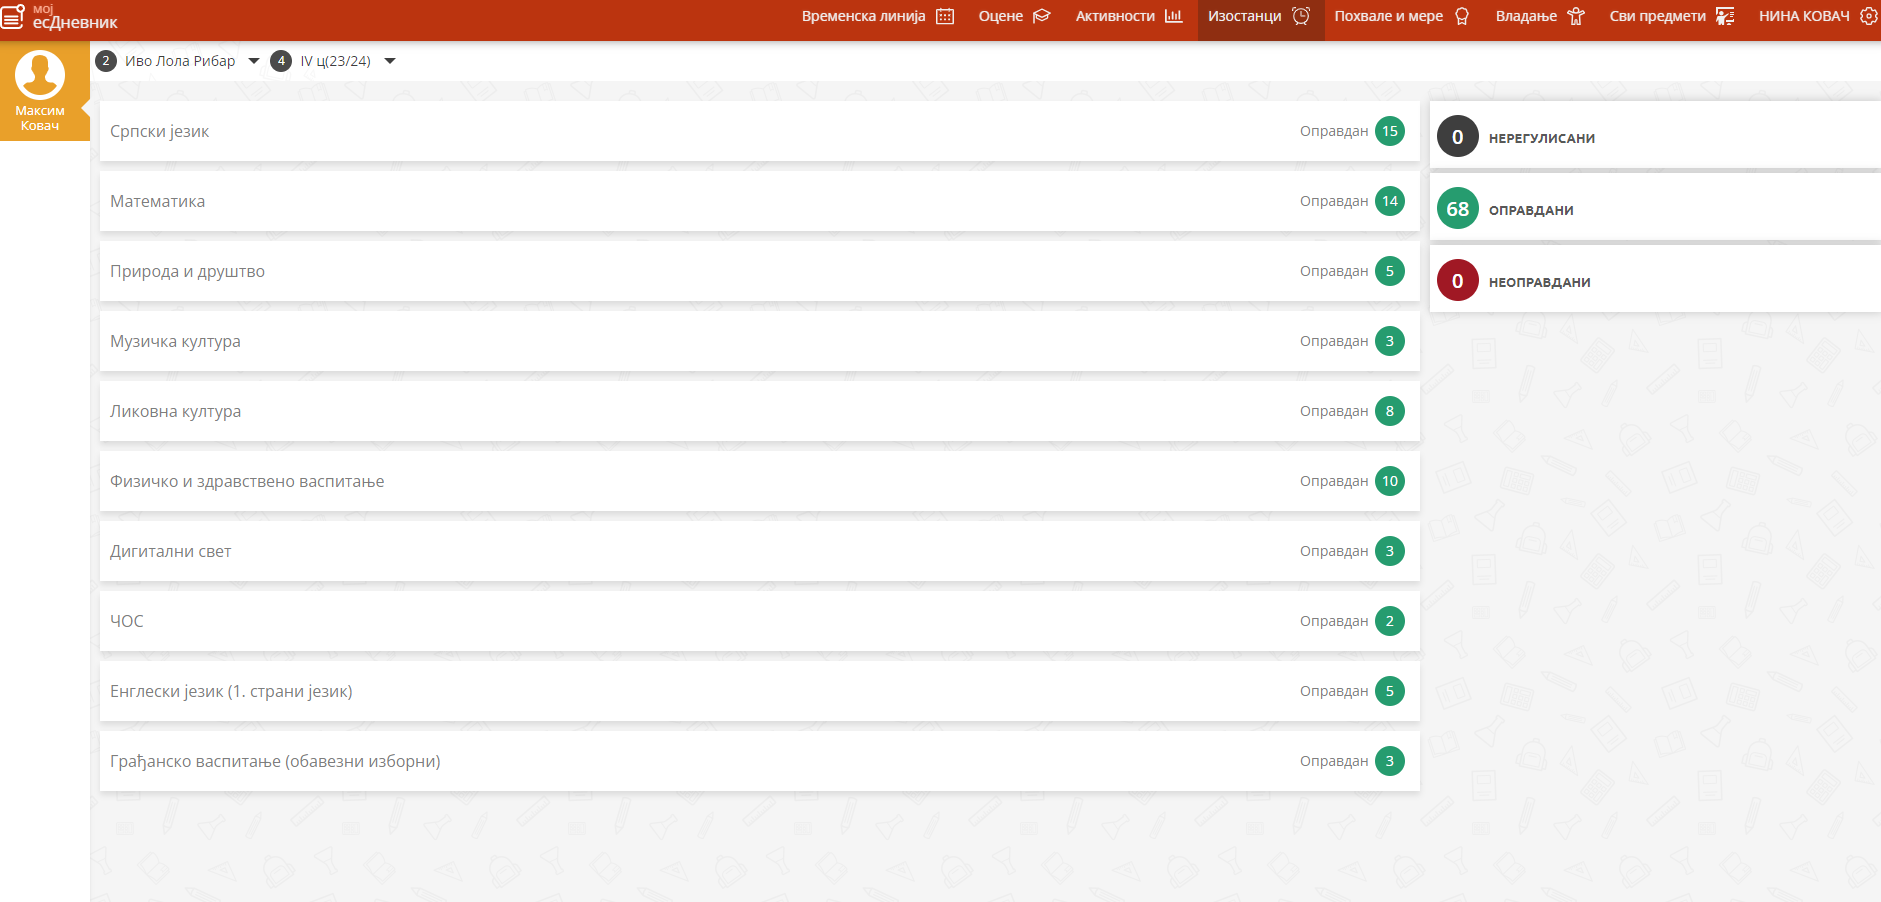 мој
есДневник
Временска линија
Оцене
Активности
Изостанци
Похвале и мере
Владање
Сви предмети
НИНА КОВАЧ
Максим
Ковач
2 Иво Лола Рибар 4 IV ц(23/24)
Српски језик Оправдан 15
Математика Оправдан 14
Природа и друштво Оправдан 5
Музичка култура Оправдан 3
Ликовна култура Оправдан 8
Физичко и здравствено васпитање Оправдан 10
Дигитални свет Оправдан 3
ЧОС Оправдан 2
Енглески језик (1. страни језик) Оправдан 5
Грађанско васпитање (обавезни изборни) Оправдан 3
0 НЕРЕГУЛИСАНИ
68 ОПРАВДАНИ
0 НЕОПРАВДАНИ